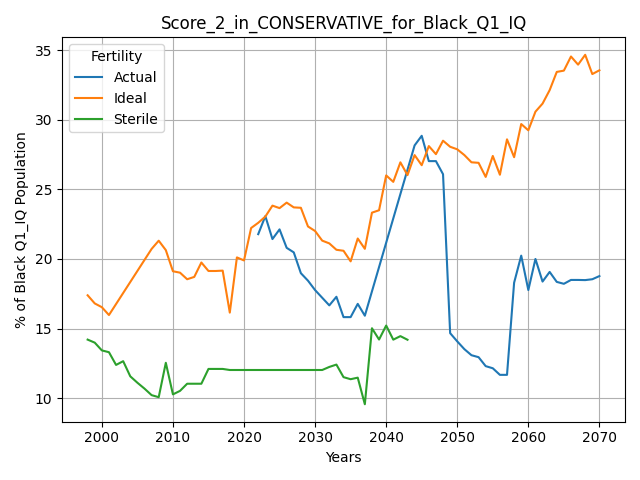 Score_2_in_CONSERVATIVE_for_Black_Q1_IQ
Fertility
Actual
Ideal
Sterile
% of Black Q1_IQ Population
35
30
25
20
15
10
2000 2010 2020 2030 2040 2050 2060 2070
Years